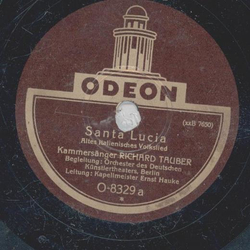 ODEON
Santa Lucia
(xxB 7650)
Altes italienisches Volkslied
Kammersänger RICHARD TAUBER
Begleitung: Orchester des Deutschen
Künstlertheaters, Berlin
Leitung: Kapellmeister Ernst Hauke
O-8329 a